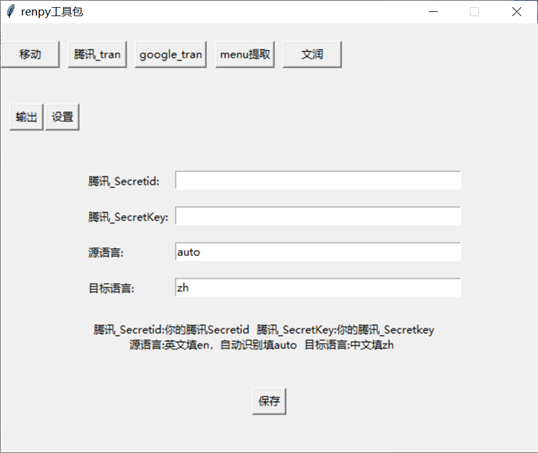 renpy工具包
移动 腾讯_tran google_tran menu提取 文润
输出 设置
腾讯_Secretid:
腾讯_SecretKey:
源语言: auto
目标语言: zh
腾讯_Secretid:你的腾讯Secretid 腾讯_SecretKey:你的腾讯_Secretkey
源语言:英文填en，自动识别填auto 目标语言:中文填zh
保存